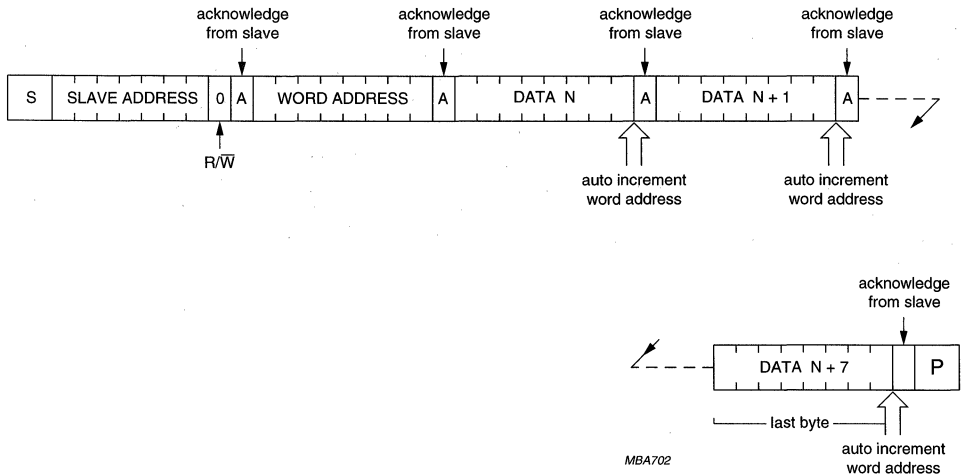 acknowledge from slave
acknowledge from slave
acknowledge from slave
acknowledge from slave
S SLAVE ADDRESS 0 A WORD ADDRESS A DATA N A DATA N + 1 A
R/W̅
auto increment word address
auto increment word address
acknowledge from slave
DATA N + 7 P
last byte
auto increment word address
MBA702